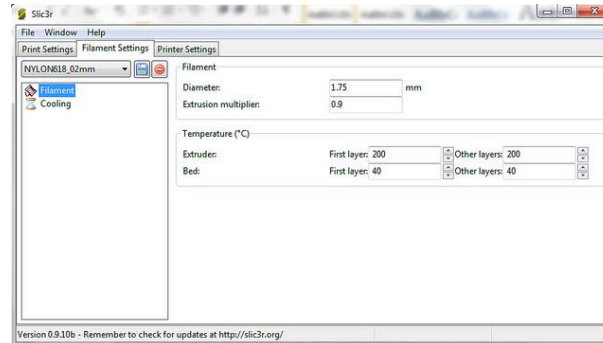 Slic3r
File Window Help
Print Settings Filament Settings Printer Settings
NYLON618_02mm
Filament
Cooling
Filament
Diameter: 1.75 mm
Extrusion multiplier: 0.9
Temperature (°C)
Extruder: First layer: 200 Other layers: 200
Bed: First layer: 40 Other layers: 40
Version 0.9.10b - Remember to check for updates at http://slic3r.org/